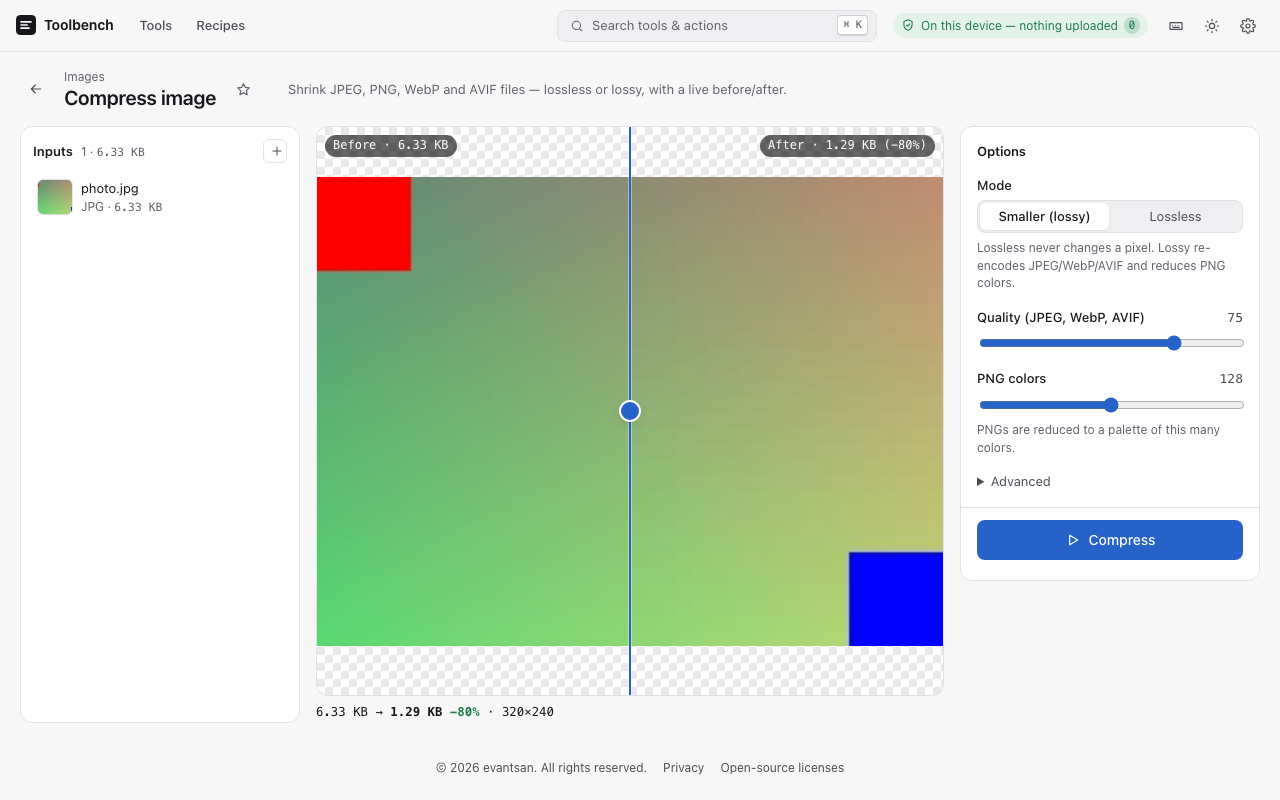 Toolbench
Tools
Recipes
Search tools & actions
⌘ K
On this device — nothing uploaded 0
Images
Compress image
Shrink JPEG, PNG, WebP and AVIF files — lossless or lossy, with a live before/after.
Inputs 1 · 6.33 KB
photo.jpg
JPG · 6.33 KB
Before · 6.33 KB
After · 1.29 KB (−80%)
6.33 KB → 1.29 KB −80% · 320×240
Options
Mode
Smaller (lossy)
Lossless
Lossless never changes a pixel. Lossy re-
encodes JPEG/WebP/AVIF and reduces PNG
colors.
Quality (JPEG, WebP, AVIF) 75
PNG colors 128
PNGs are reduced to a palette of this many
colors.
Advanced
Compress
© 2026 evantsan. All rights reserved. Privacy Open-source licenses